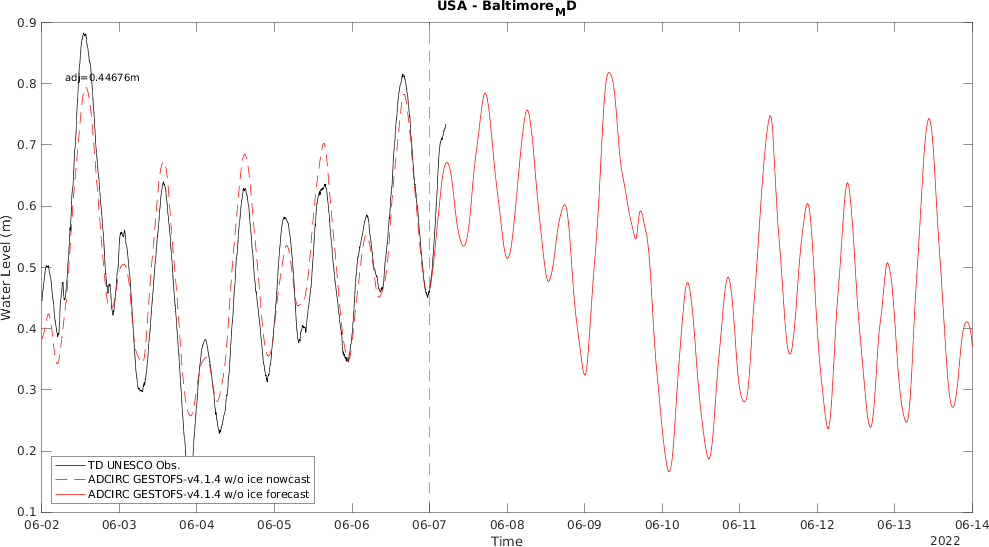 USA - Baltimore_MD
0.9
0.8
0.7
0.6
0.5
0.4
0.3
0.2
0.1
Water Level (m)
adj=0.44676m
TD UNESCO Obs.
ADCIRC GESTOFS-v4.1.4 w/o ice nowcast
ADCIRC GESTOFS-v4.1.4 w/o ice forecast
06-02 06-03 06-04 06-05 06-06 06-07 06-08 06-09 06-10 06-11 06-12 06-13 06-14
Time
2022